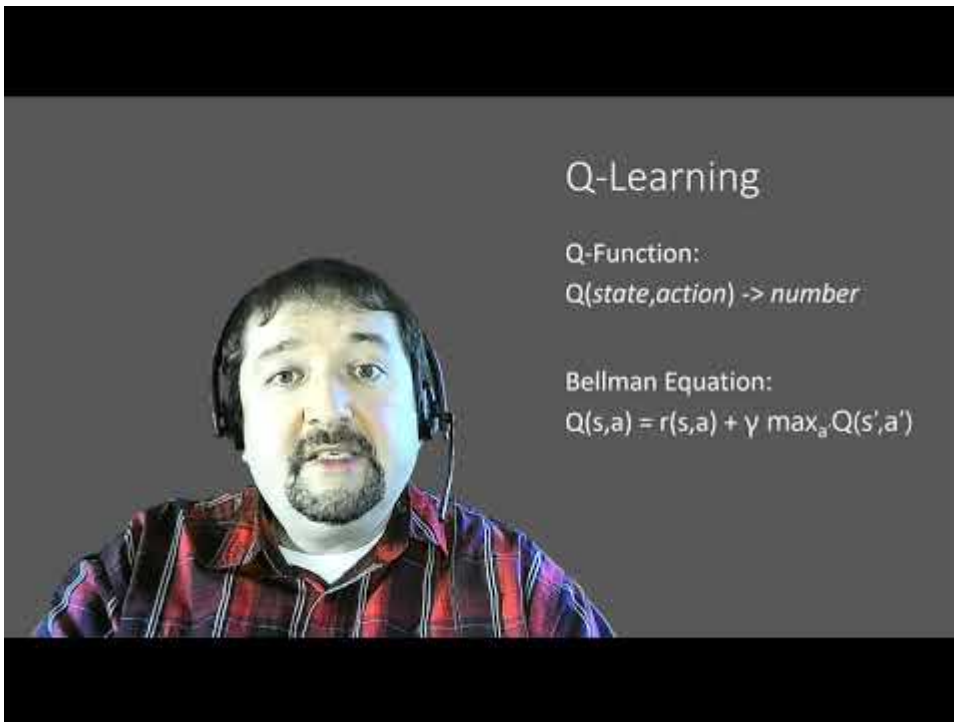 Q-Learning
Q-Function:
Q(state,action) -> number
Bellman Equation:
Q(s,a) = r(s,a) + γ maxₐ'Q(s',a')